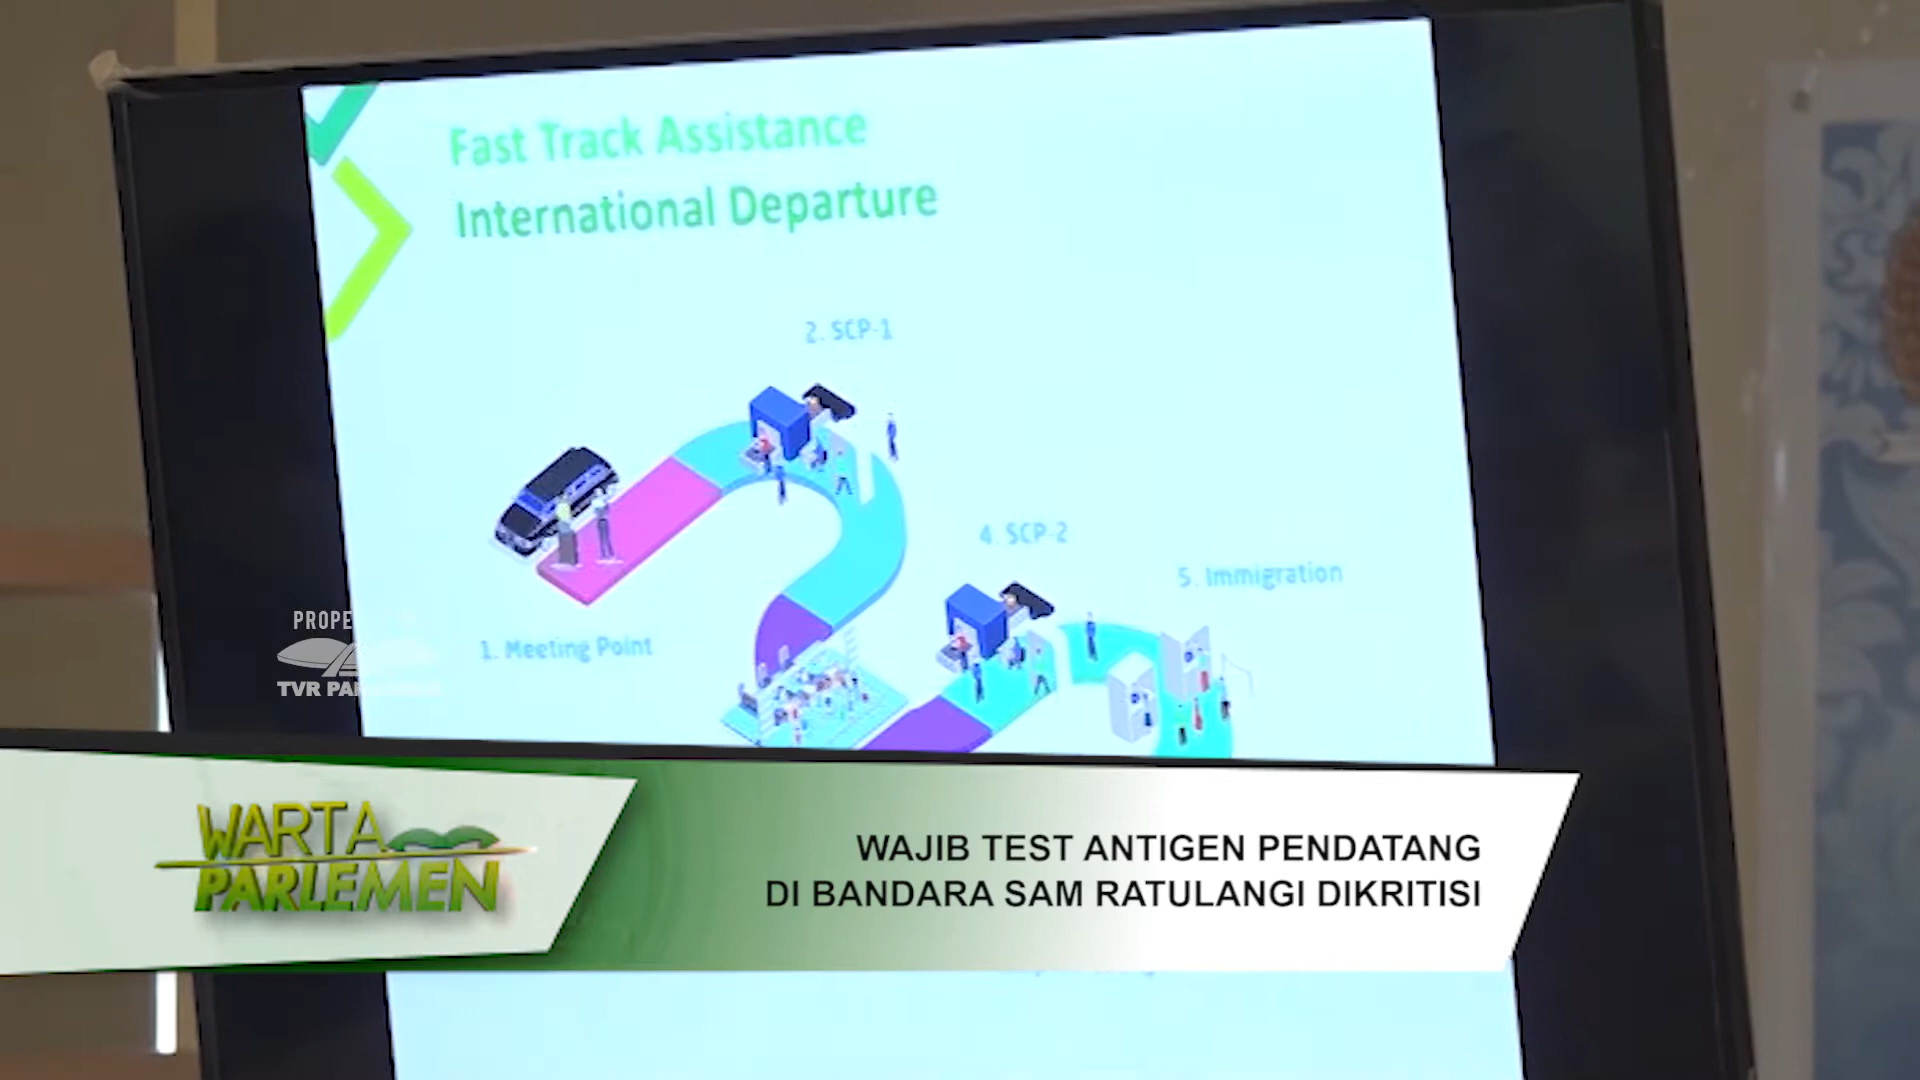 Fast Track Assistance
International Departure
2. SCP-1
4. SCP-2
5. Immigration
1. Meeting Point
TVR
WARTA
PARLEMEN
WAJIB TEST ANTIGEN PENDATANG
DI BANDARA SAM RATULANGI DIKRITISI